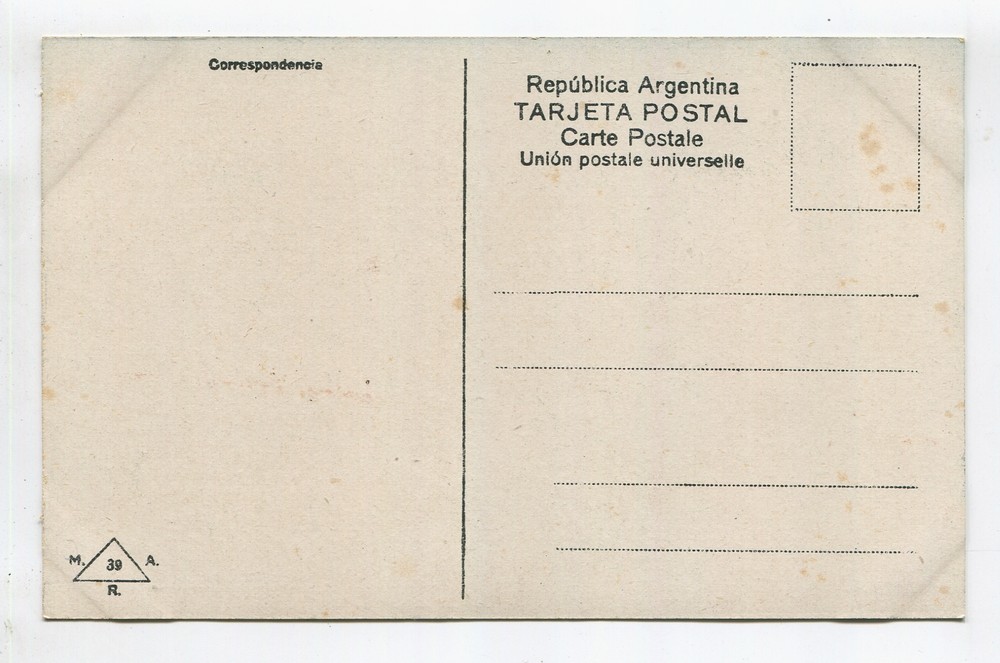 Correspondencia
República Argentina
TARJETA POSTAL
Carte Postale
Unión postale universelle
M. 39 A.
R.